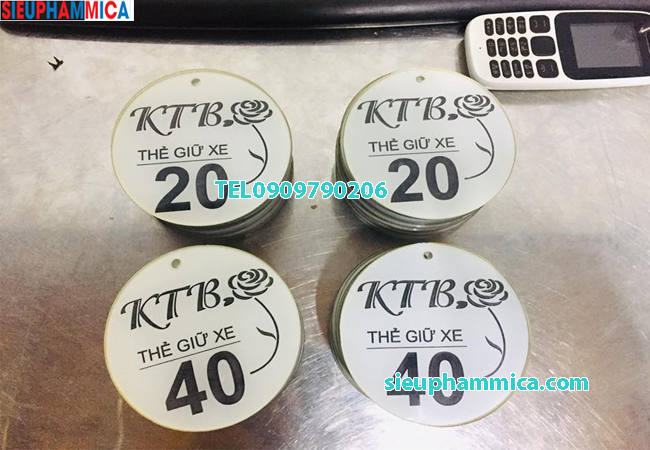 SIEUPHAMMICA
KTB
THẺ GIỮ XE
20
KTB
THẺ GIỮ XE
20
TEL0909790206
KTB
THẺ GIỮ XE
40
KTB
THẺ GIỮ XE
40
sieuphammica.com